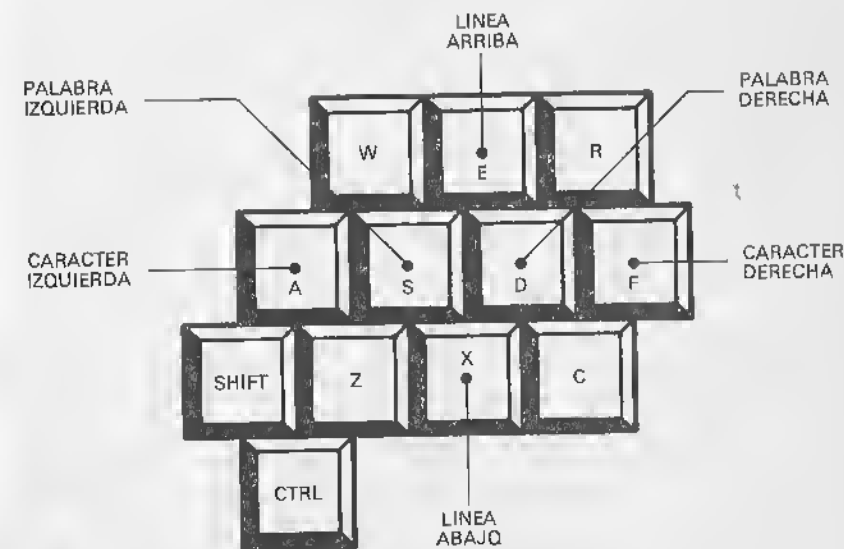 LINEA
ARRIBA
PALABRA
IZQUIERDA
PALABRA
DERECHA
W
E
R
CARACTER
IZQUIERDA
A
S
D
F
CARACTER
DERECHA
SHIFT
Z
X
C
CTRL
LINEA
ABAJO